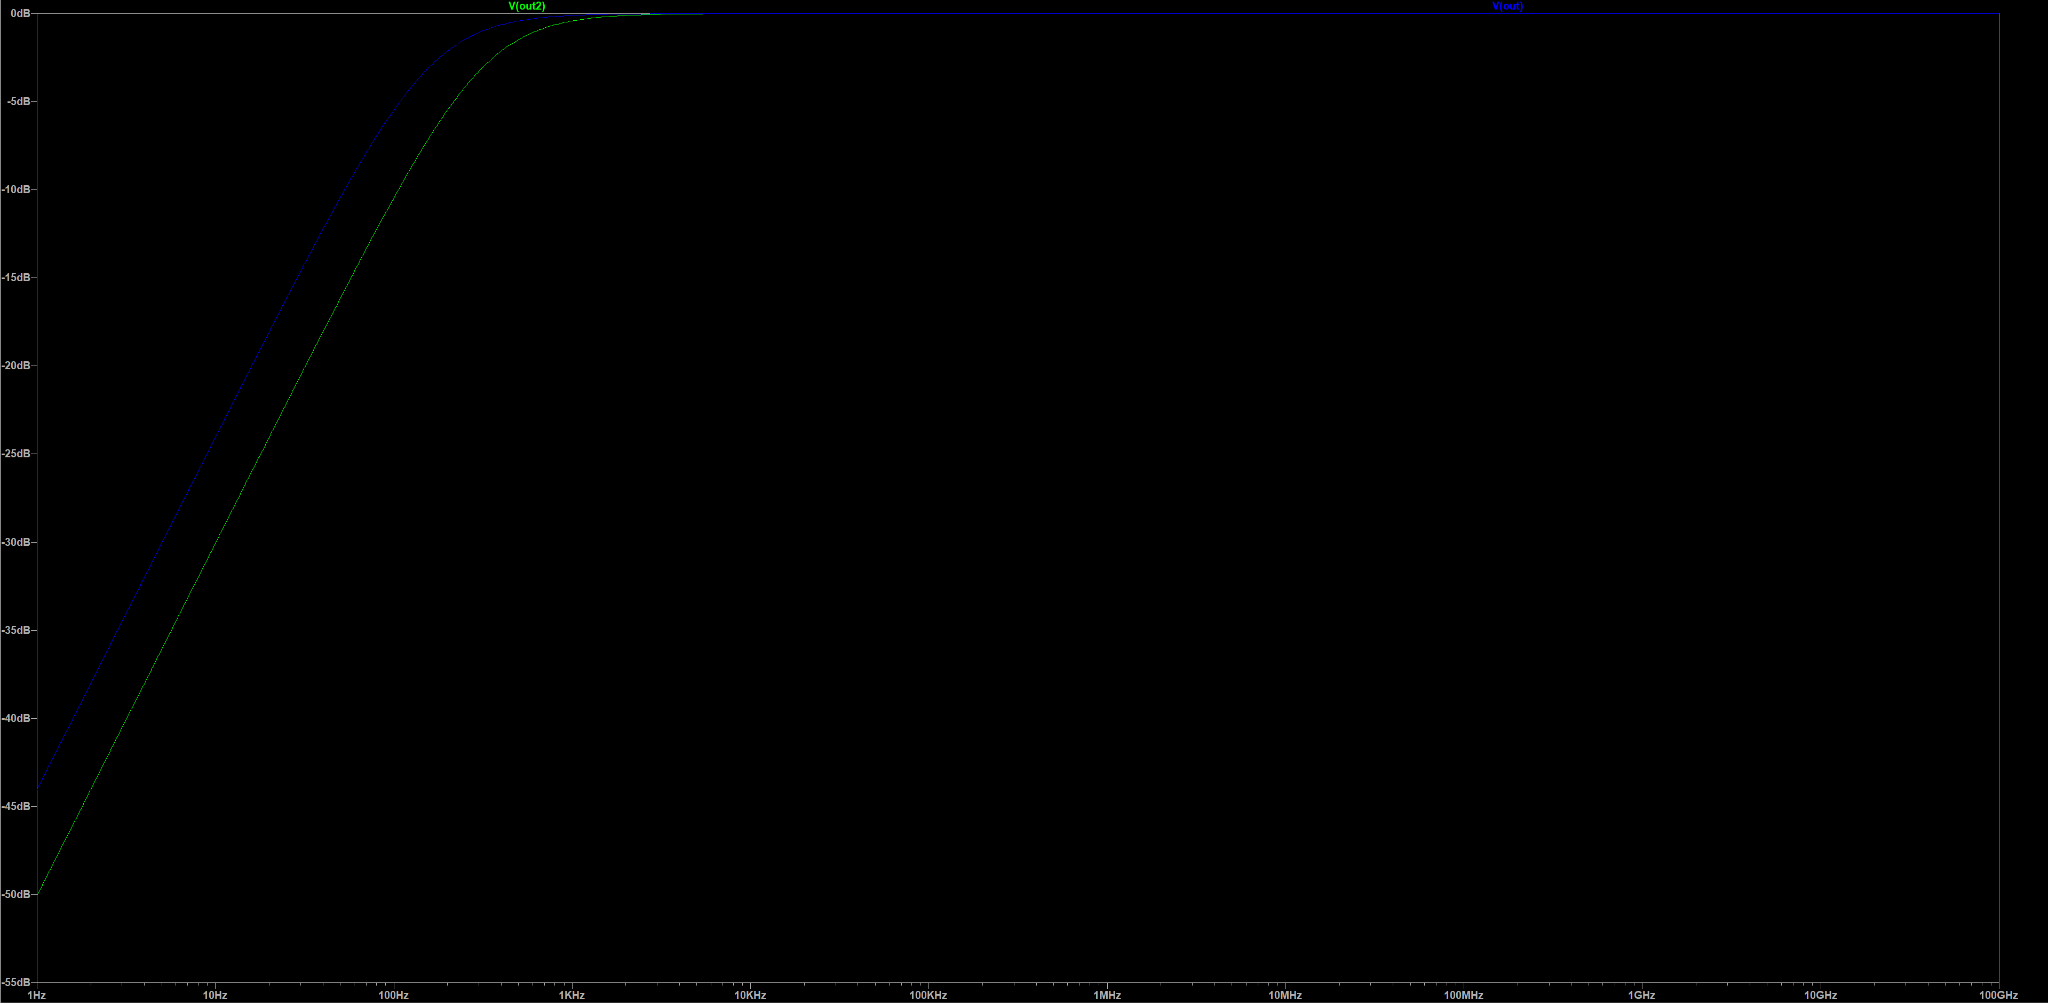 V(out2) V(out)
0dB
-5dB
-10dB
-15dB
-20dB
-25dB
-30dB
-35dB
-40dB
-45dB
-50dB
-55dB
1Hz 10Hz 100Hz 1KHz 10KHz 100KHz 1MHz 10MHz 100MHz 1GHz 10GHz 100GHz